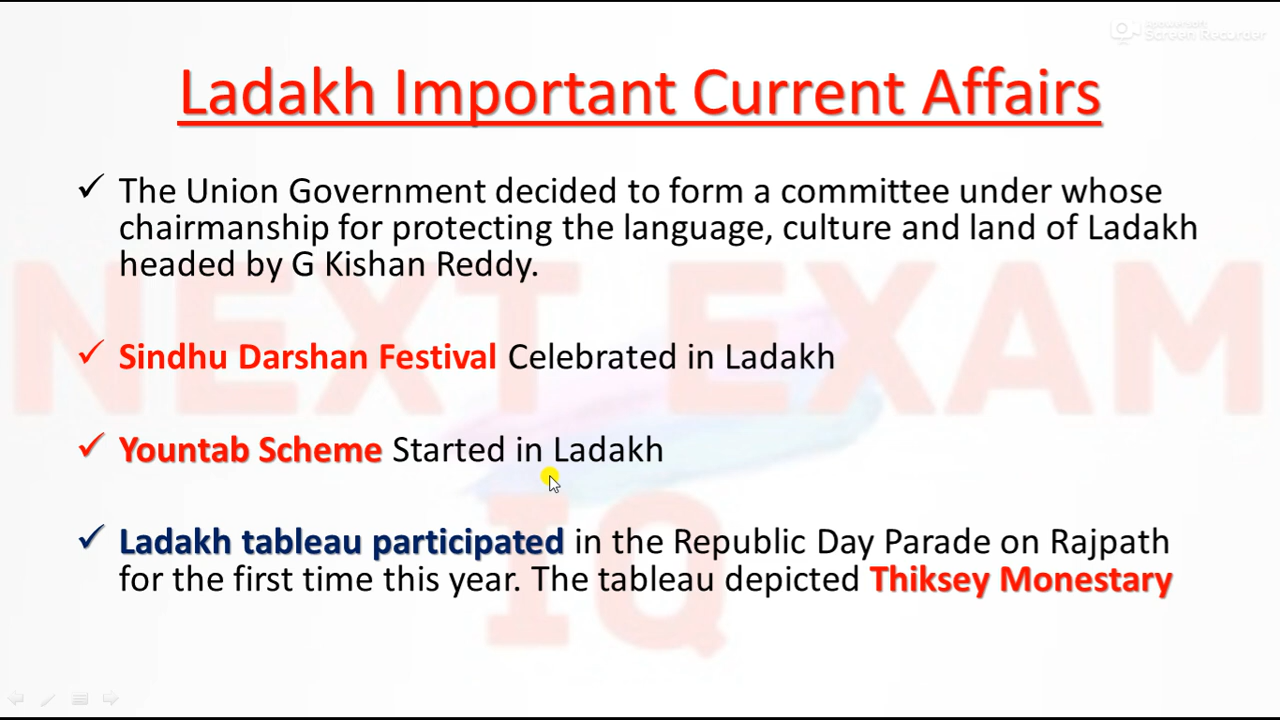 Apowersoft
Screen Recorder
Ladakh Important Current Affairs
✓ The Union Government decided to form a committee under whose
chairmanship for protecting the language, culture and land of Ladakh
headed by G Kishan Reddy.
✓ Sindhu Darshan Festival Celebrated in Ladakh
✓ Yountab Scheme Started in Ladakh
✓ Ladakh tableau participated in the Republic Day Parade on Rajpath
for the first time this year. The tableau depicted Thiksey Monestary
NEXT EXAM
IQ